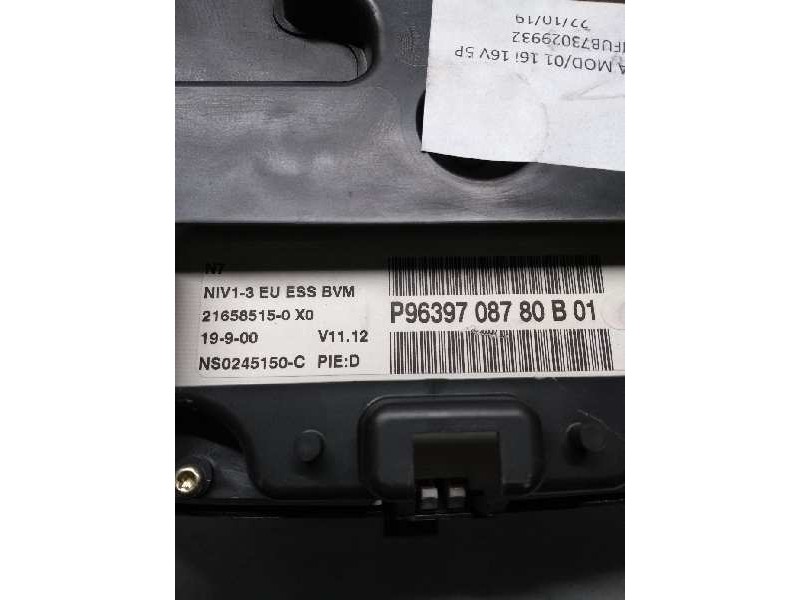 A MOD/01 16i 16V 5P
1FUB73029932
22/10/19
N7
NIV1-3 EU ESS BVM
21658515-0 X0
19-9-00 V11.12
NS0245150-C PIE:D
P96397 087 80 B 01